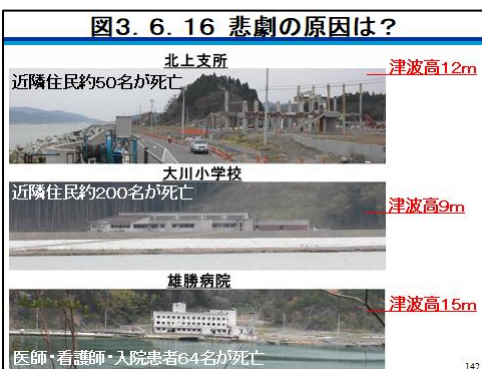 図3.6.16 悲劇の原因は？
北上支所
近隣住民約50名が死亡
津波高12m
大川小学校
近隣住民約200名が死亡
津波高9m
雄勝病院
津波高15m
医師・看護師・入院患者64名が死亡
142